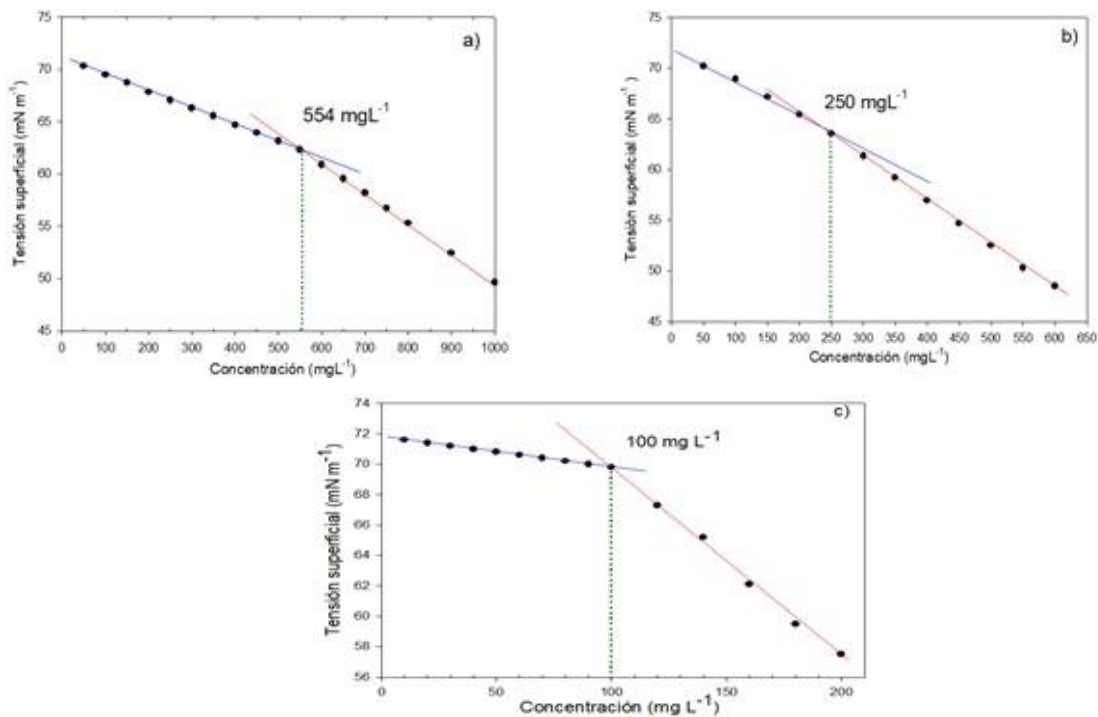 a)
554 mgL⁻¹
Tensión superficial (mN m⁻¹)
75
70
65
60
55
50
45
0 100 200 300 400 500 600 700 800 900 1000
Concentración (mgL⁻¹)
b)
250 mgL⁻¹
Tensión superficial (mN m⁻¹)
75
70
65
60
55
50
45
0 50 100 150 200 250 300 350 400 450 500 550 600 650
Concentración (mgL⁻¹)
c)
100 mg L⁻¹
Tensión superficial (mN m⁻¹)
74
72
70
68
66
64
62
60
58
56
0 50 100 150 200
Concentración (mg L⁻¹)